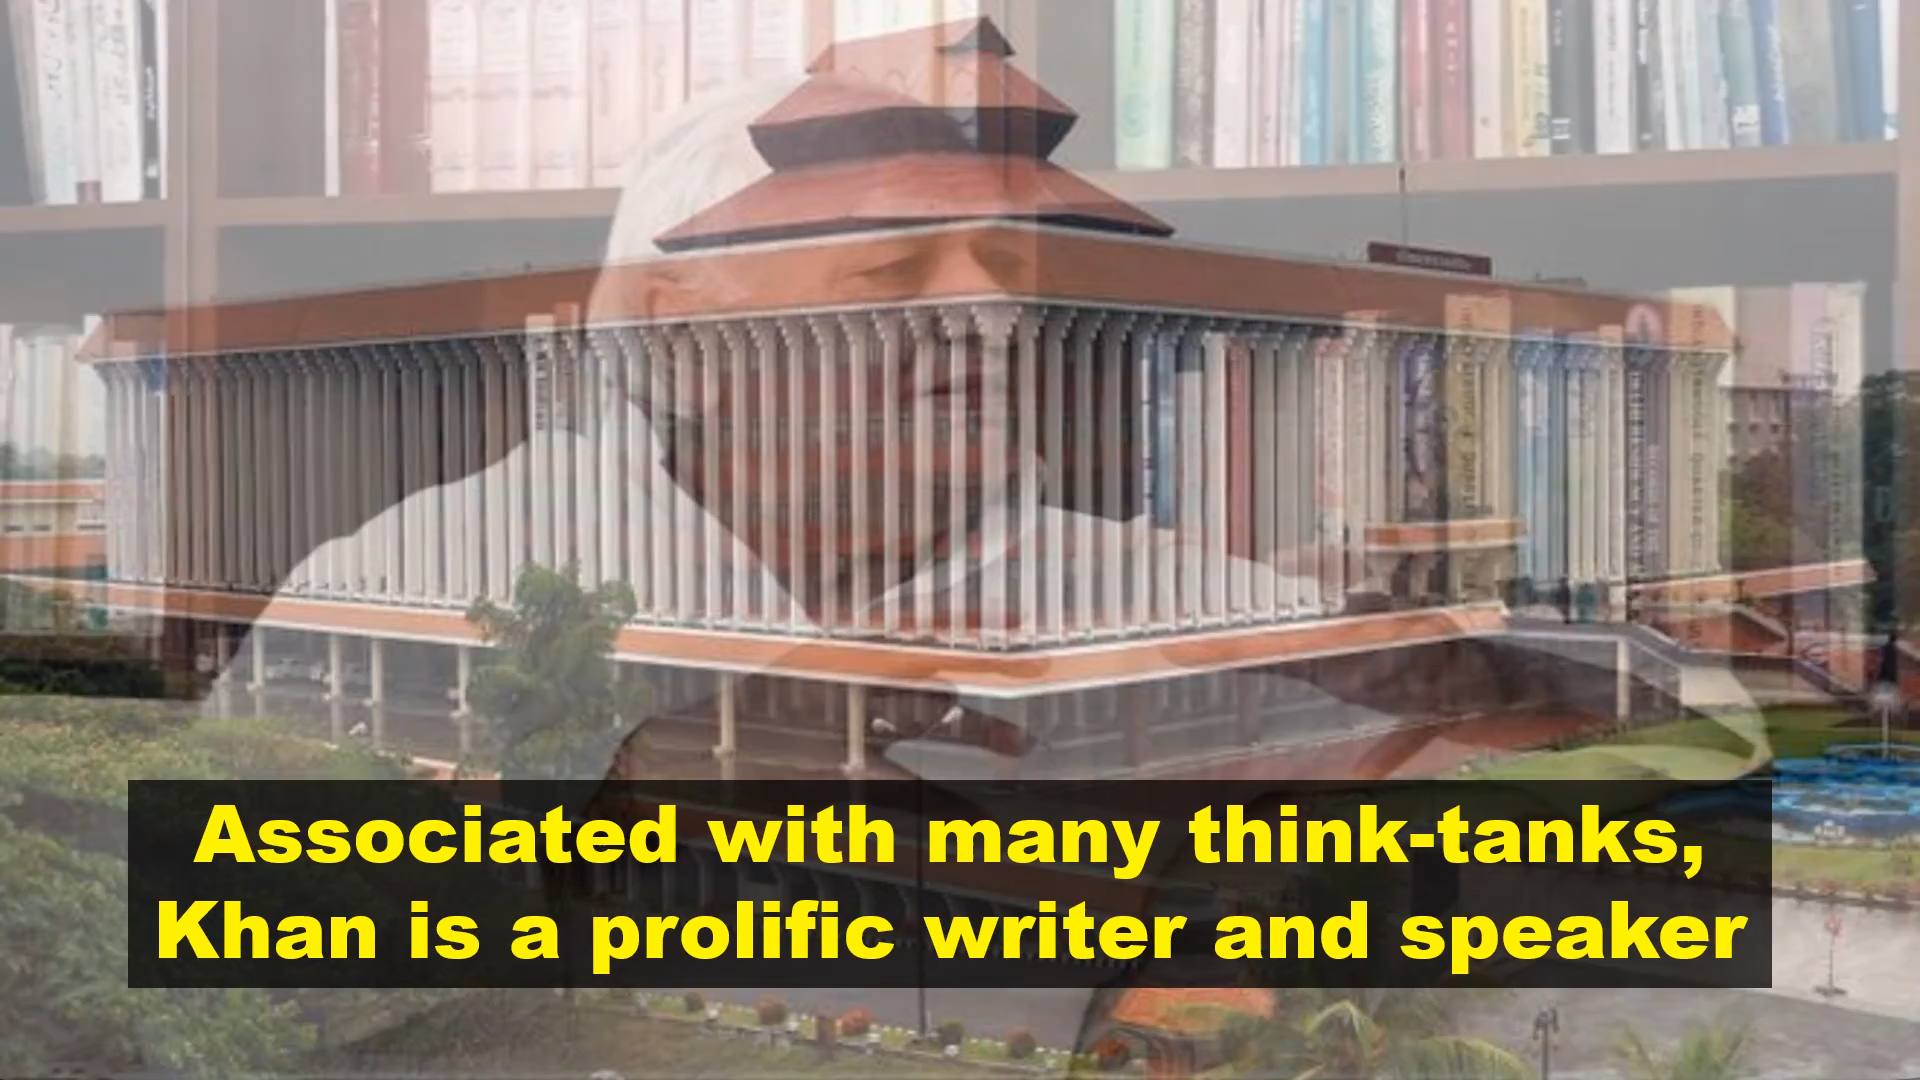 Associated with many think-tanks,
Khan is a prolific writer and speaker